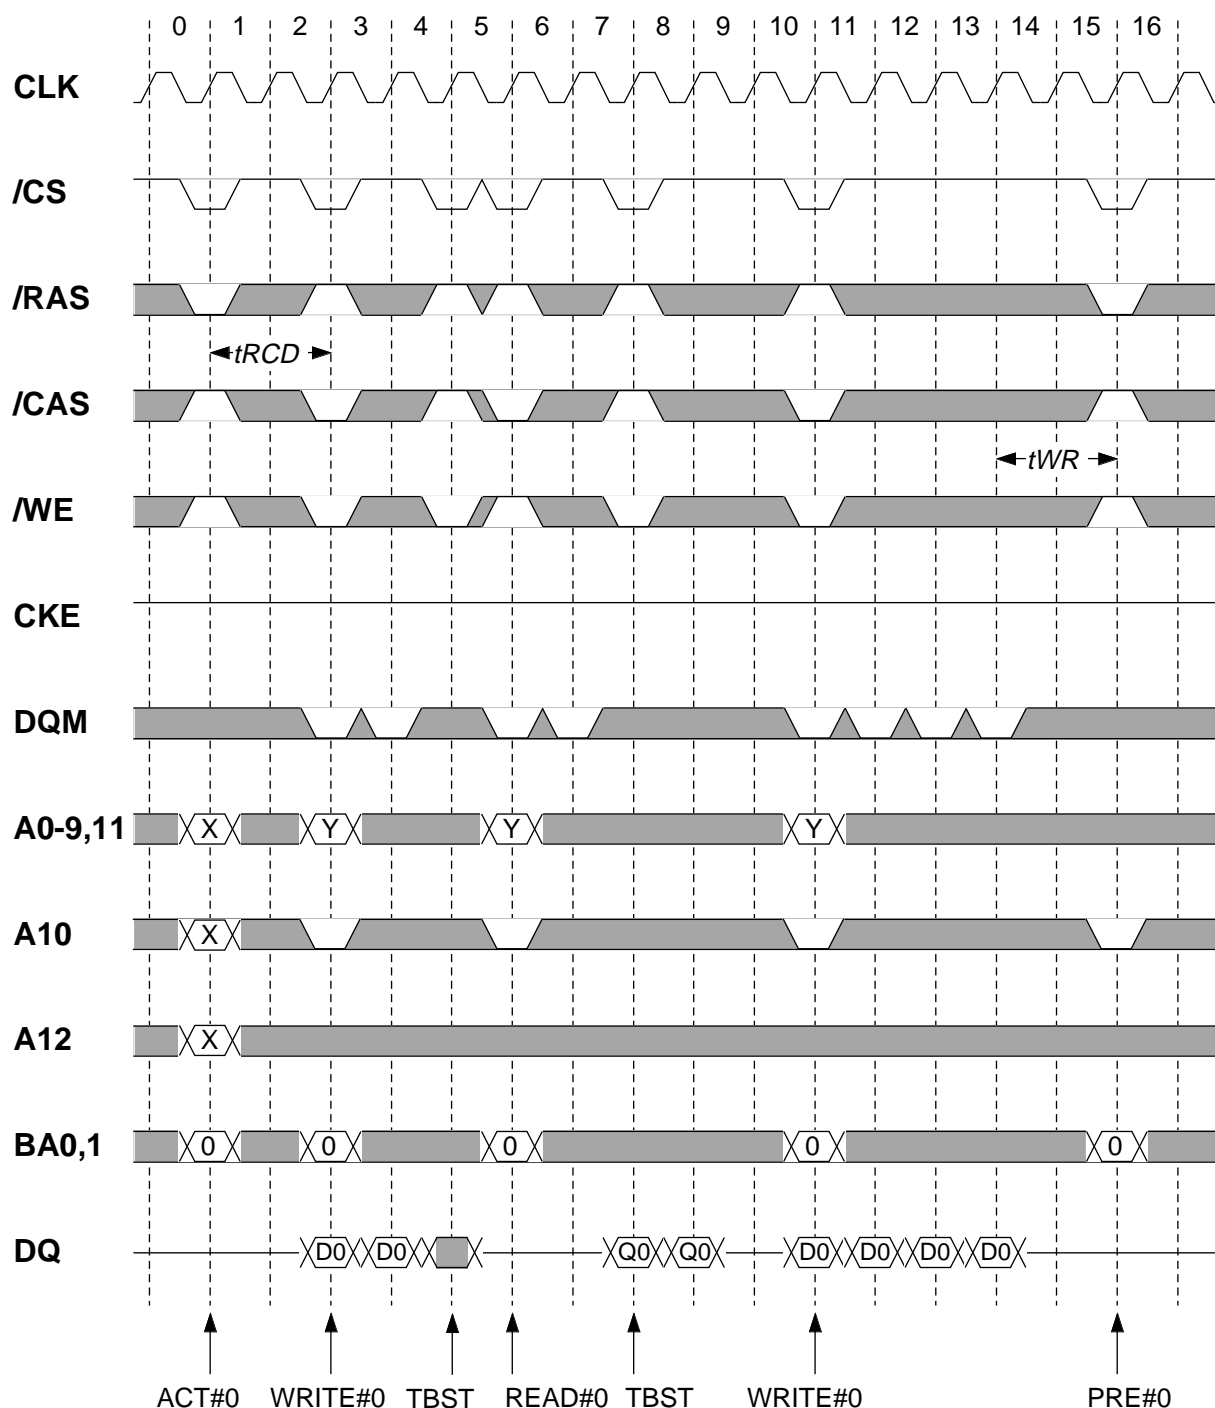 0 1 2 3 4 5 6 7 8 9 10 11 12 13 14 15 16
CLK
/CS
/RAS
tRCD
/CAS
tWR
/WE
CKE
DQM
A0-9,11 X Y Y Y
A10 X
A12 X
BA0,1 0 0 0 0 0
DQ D0 D0 Q0 Q0 D0 D0 D0 D0
ACT#0 WRITE#0 TBST READ#0 TBST WRITE#0 PRE#0